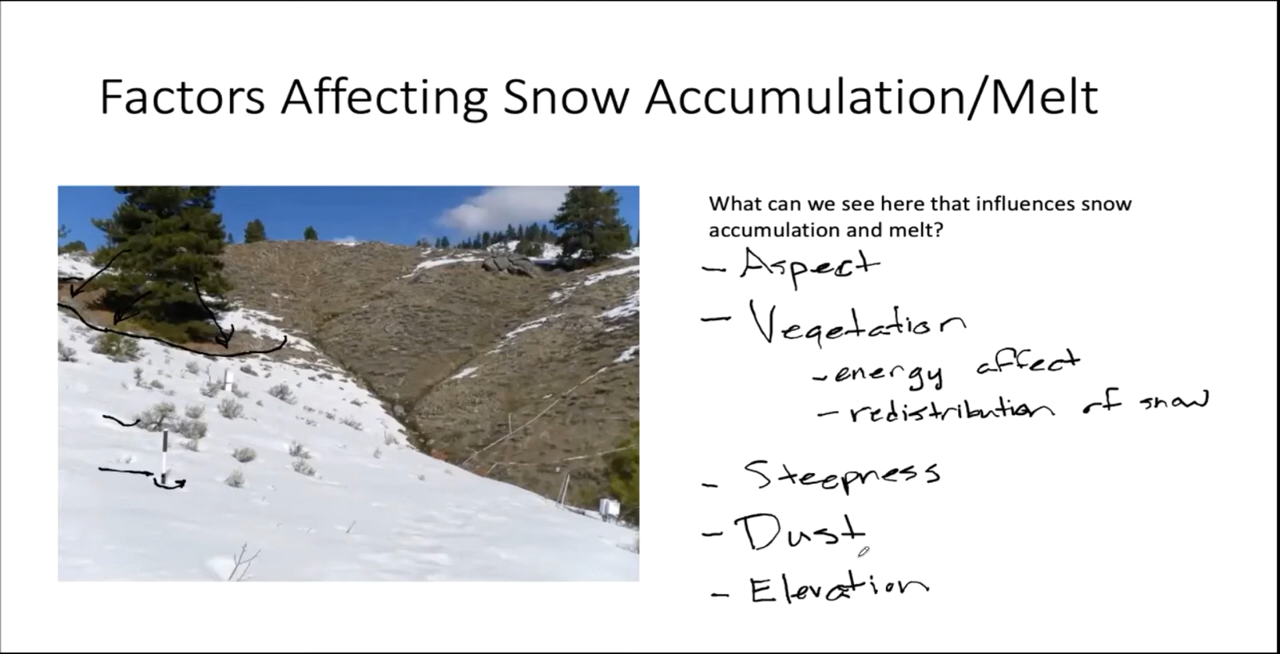 Factors Affecting Snow Accumulation/Melt
What can we see here that influences snow
accumulation and melt?
- Aspect
- Vegetation
- energy affect
- redistribution of snow
- Steepness
- Dust
- Elevation